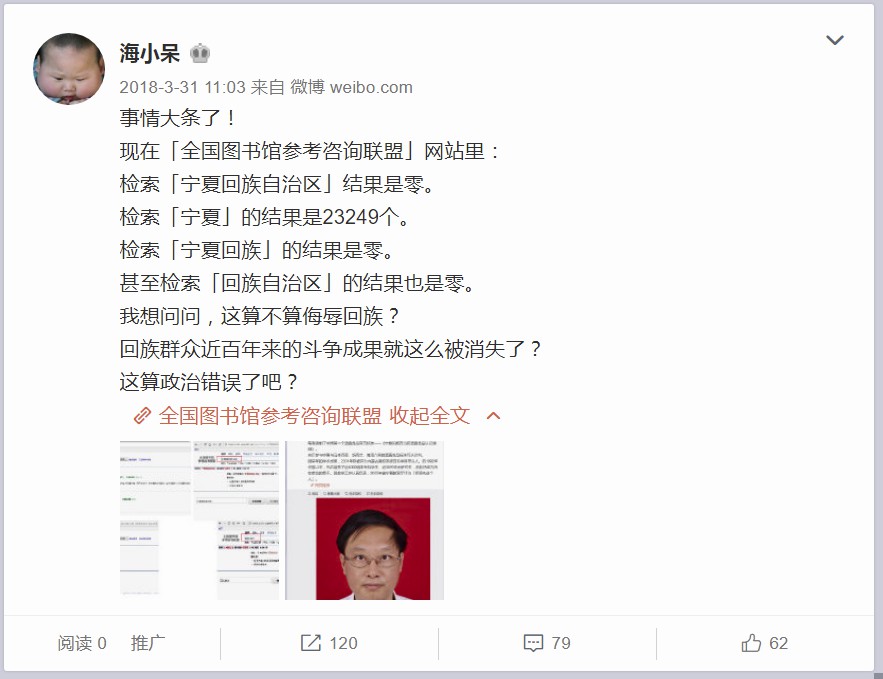 海小呆
2018-3-31 11:03 来自 微博 weibo.com
事情大条了！
现在「全国图书馆参考咨询联盟」网站里：
检索「宁夏回族自治区」结果是零。
检索「宁夏」的结果是23249个。
检索「宁夏回族」的结果是零。
甚至检索「回族自治区」的结果也是零。
我想问问，这算不算侮辱回族？
回族群众近百年来的斗争成果就这么被消失了？
这算政治错误了吧？
全国图书馆参考咨询联盟 收起全文
阅读 0 推广 120 79 62